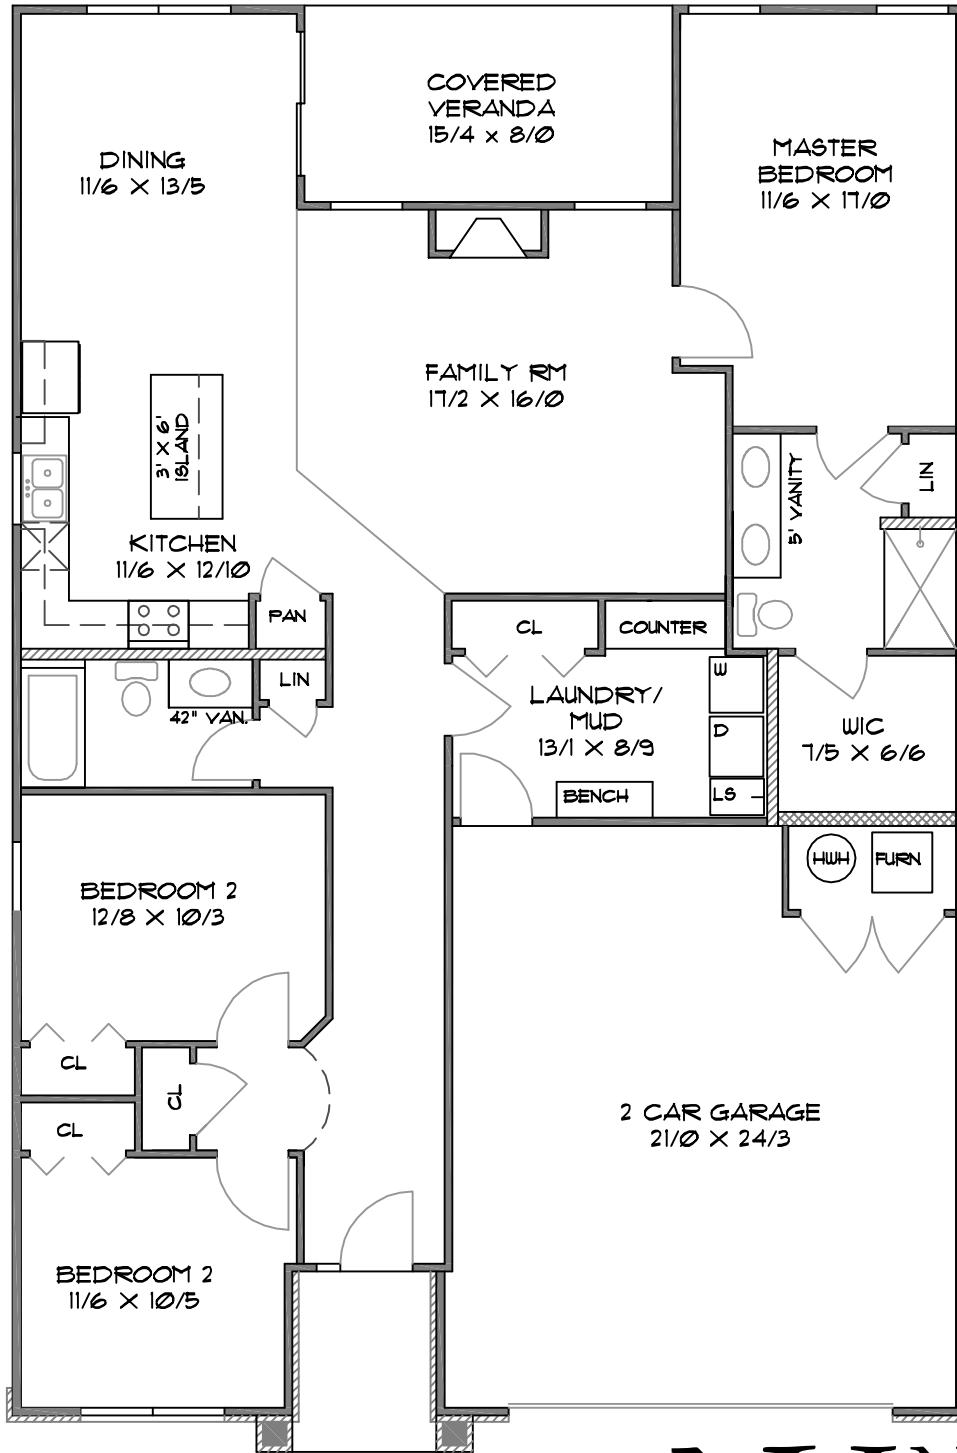 COVERED
VERANDA
15/4 x 8/0
DINING
11/6 X 13/5
MASTER
BEDROOM
11/6 X 17/0
FAMILY RM
17/2 X 16/0
3' X 6'
ISLAND
KITCHEN
11/6 X 12/10
5' VANITY
LIN
PAN
CL
COUNTER
LIN
42" VAN.
LAUNDRY/
MUD
13/1 X 8/9
W
D
LS
BENCH
WIC
7/5 X 6/6
HWH
FURN
BEDROOM 2
12/8 X 10/3
CL
CL
CL
2 CAR GARAGE
21/0 X 24/3
BEDROOM 2
11/6 X 10/5